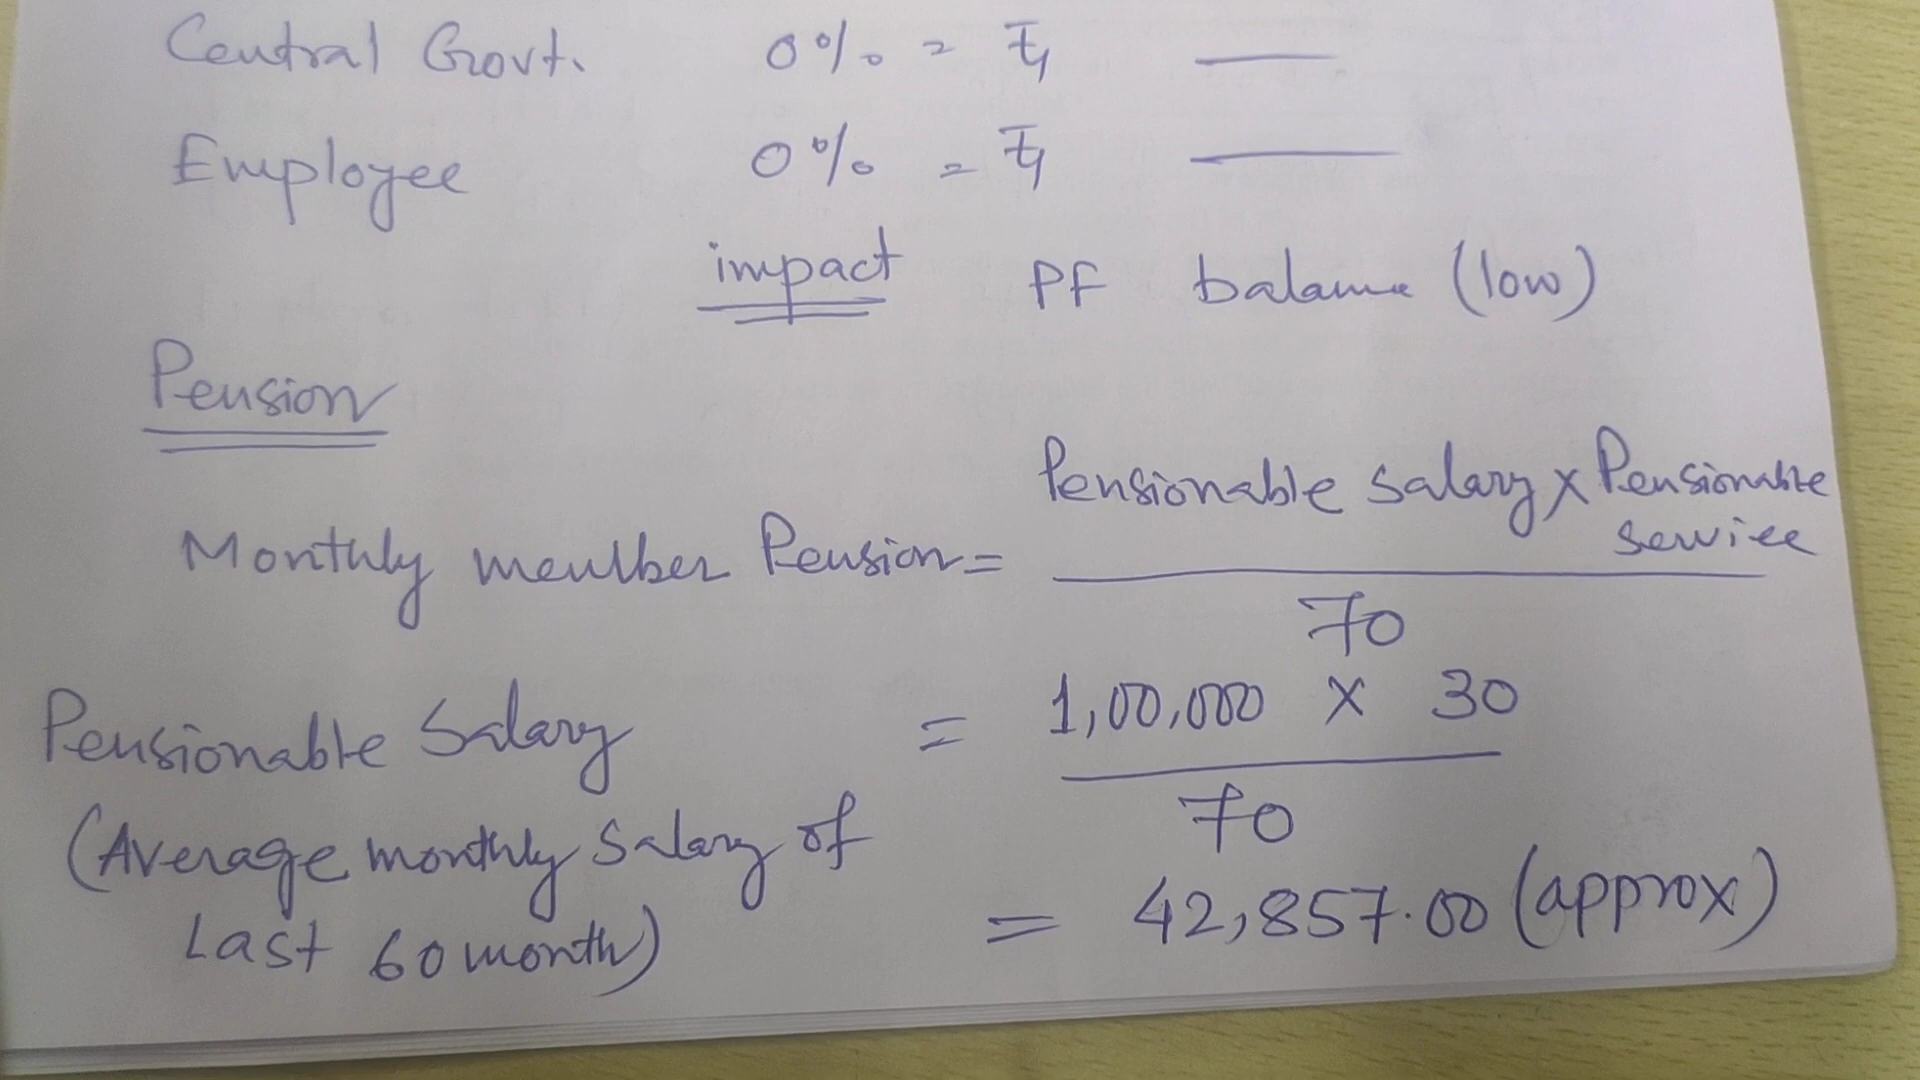 Central Govt. 0% = ₹ —
Employee 0% = ₹ —
impact PF balance (low)
Pension
Monthly member Pension = Pensionable Salary x Pensionable service
70
Pensionable Salary = 1,00,000 x 30
70
(Average monthly Salary of
Last 60 month) = 42,857.00 (approx)